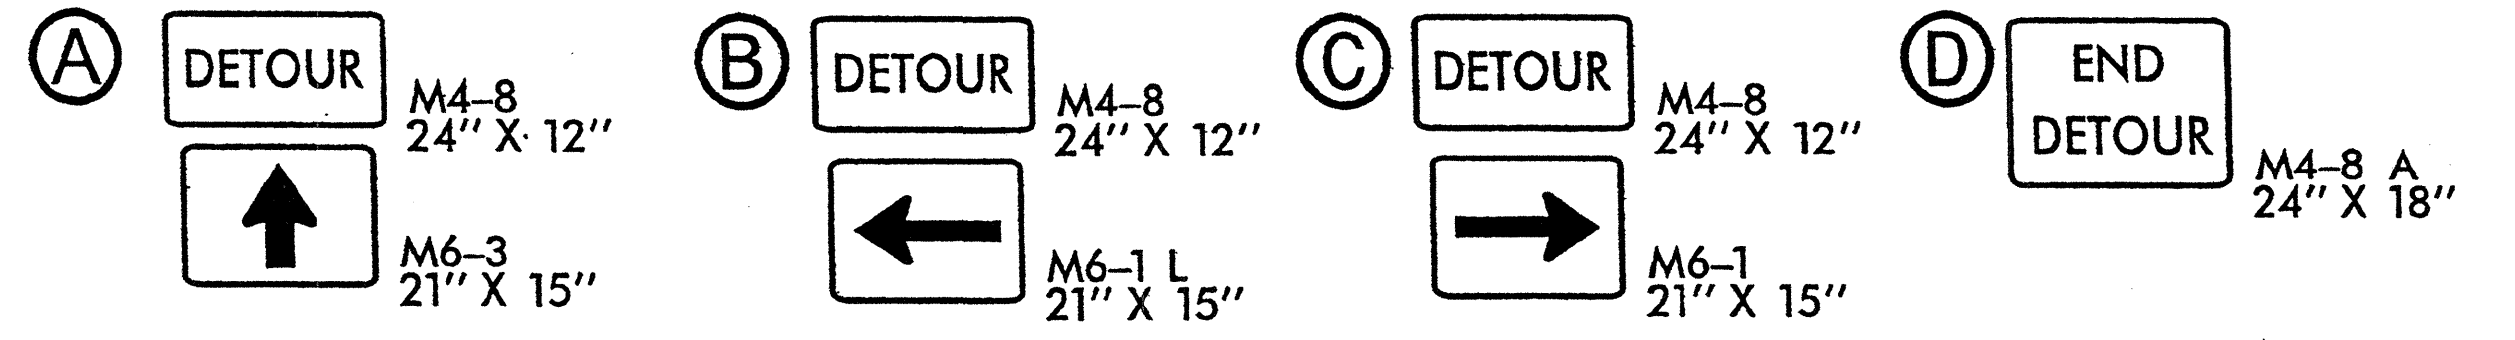 A
DETOUR
M4-8
24" X 12"
M6-3
21" X 15"
B
DETOUR
M4-8
24" X 12"
M6-1 L
21" X 15"
C
DETOUR
M4-8
24" X 12"
M6-1
21" X 15"
D
END
DETOUR
M4-8 A
24" X 18"